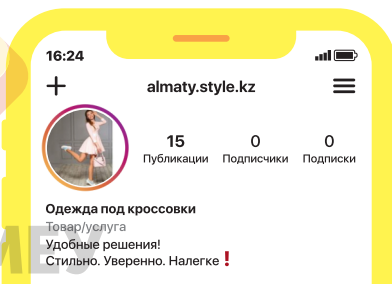 16:24
almaty.style.kz
15 0 0
Публикации Подписчики Подписки
Одежда под кроссовки
Товар/услуга
Удобные решения!
Стильно. Уверенно. Налегке❗